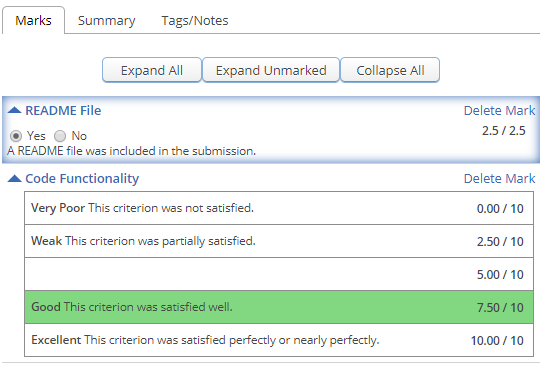 Marks Summary Tags/Notes
Expand All Expand Unmarked Collapse All
README File Delete Mark
2.5 / 2.5
Yes No
A README file was included in the submission.
Code Functionality Delete Mark
Very Poor This criterion was not satisfied. 0.00 / 10
Weak This criterion was partially satisfied. 2.50 / 10
5.00 / 10
Good This criterion was satisfied well. 7.50 / 10
Excellent This criterion was satisfied perfectly or nearly perfectly. 10.00 / 10